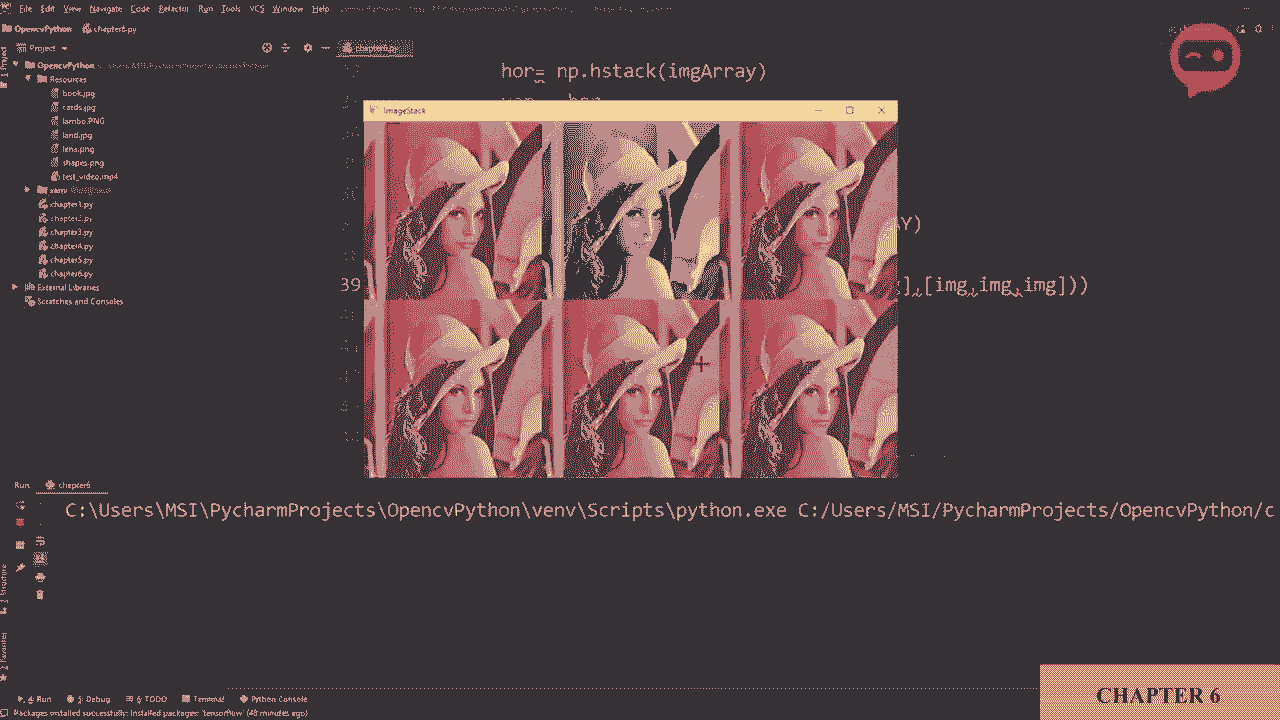 File Edit View Navigate Code Refactor Run Tools VCS Window Help
OpencvPython chapter6.py
Project
chapter6.py
OpencvPython
Resources
book.jpg
cards.jpg
lambo.PNG
land.jpg
lena.png
shapes.png
test_video.mp4
venv
chapter1.py
chapter2.py
chapter3.py
chapter4.py
chapter5.py
chapter6.py
External Libraries
Scratches and Consoles
hor= np.hstack(imgArray)
ImageStack
AY)
39
],[img,img,img]))
Run: chapter6
C:\Users\MSI\PycharmProjects\OpencvPython\venv\Scripts\python.exe C:/Users/MSI/PycharmProjects/OpencvPython/c
4: Run 5: Debug 6: TODO Terminal Python Console
Packages installed successfully: Installed packages: 'tensorflow' (48 minutes ago)
CHAPTER 6